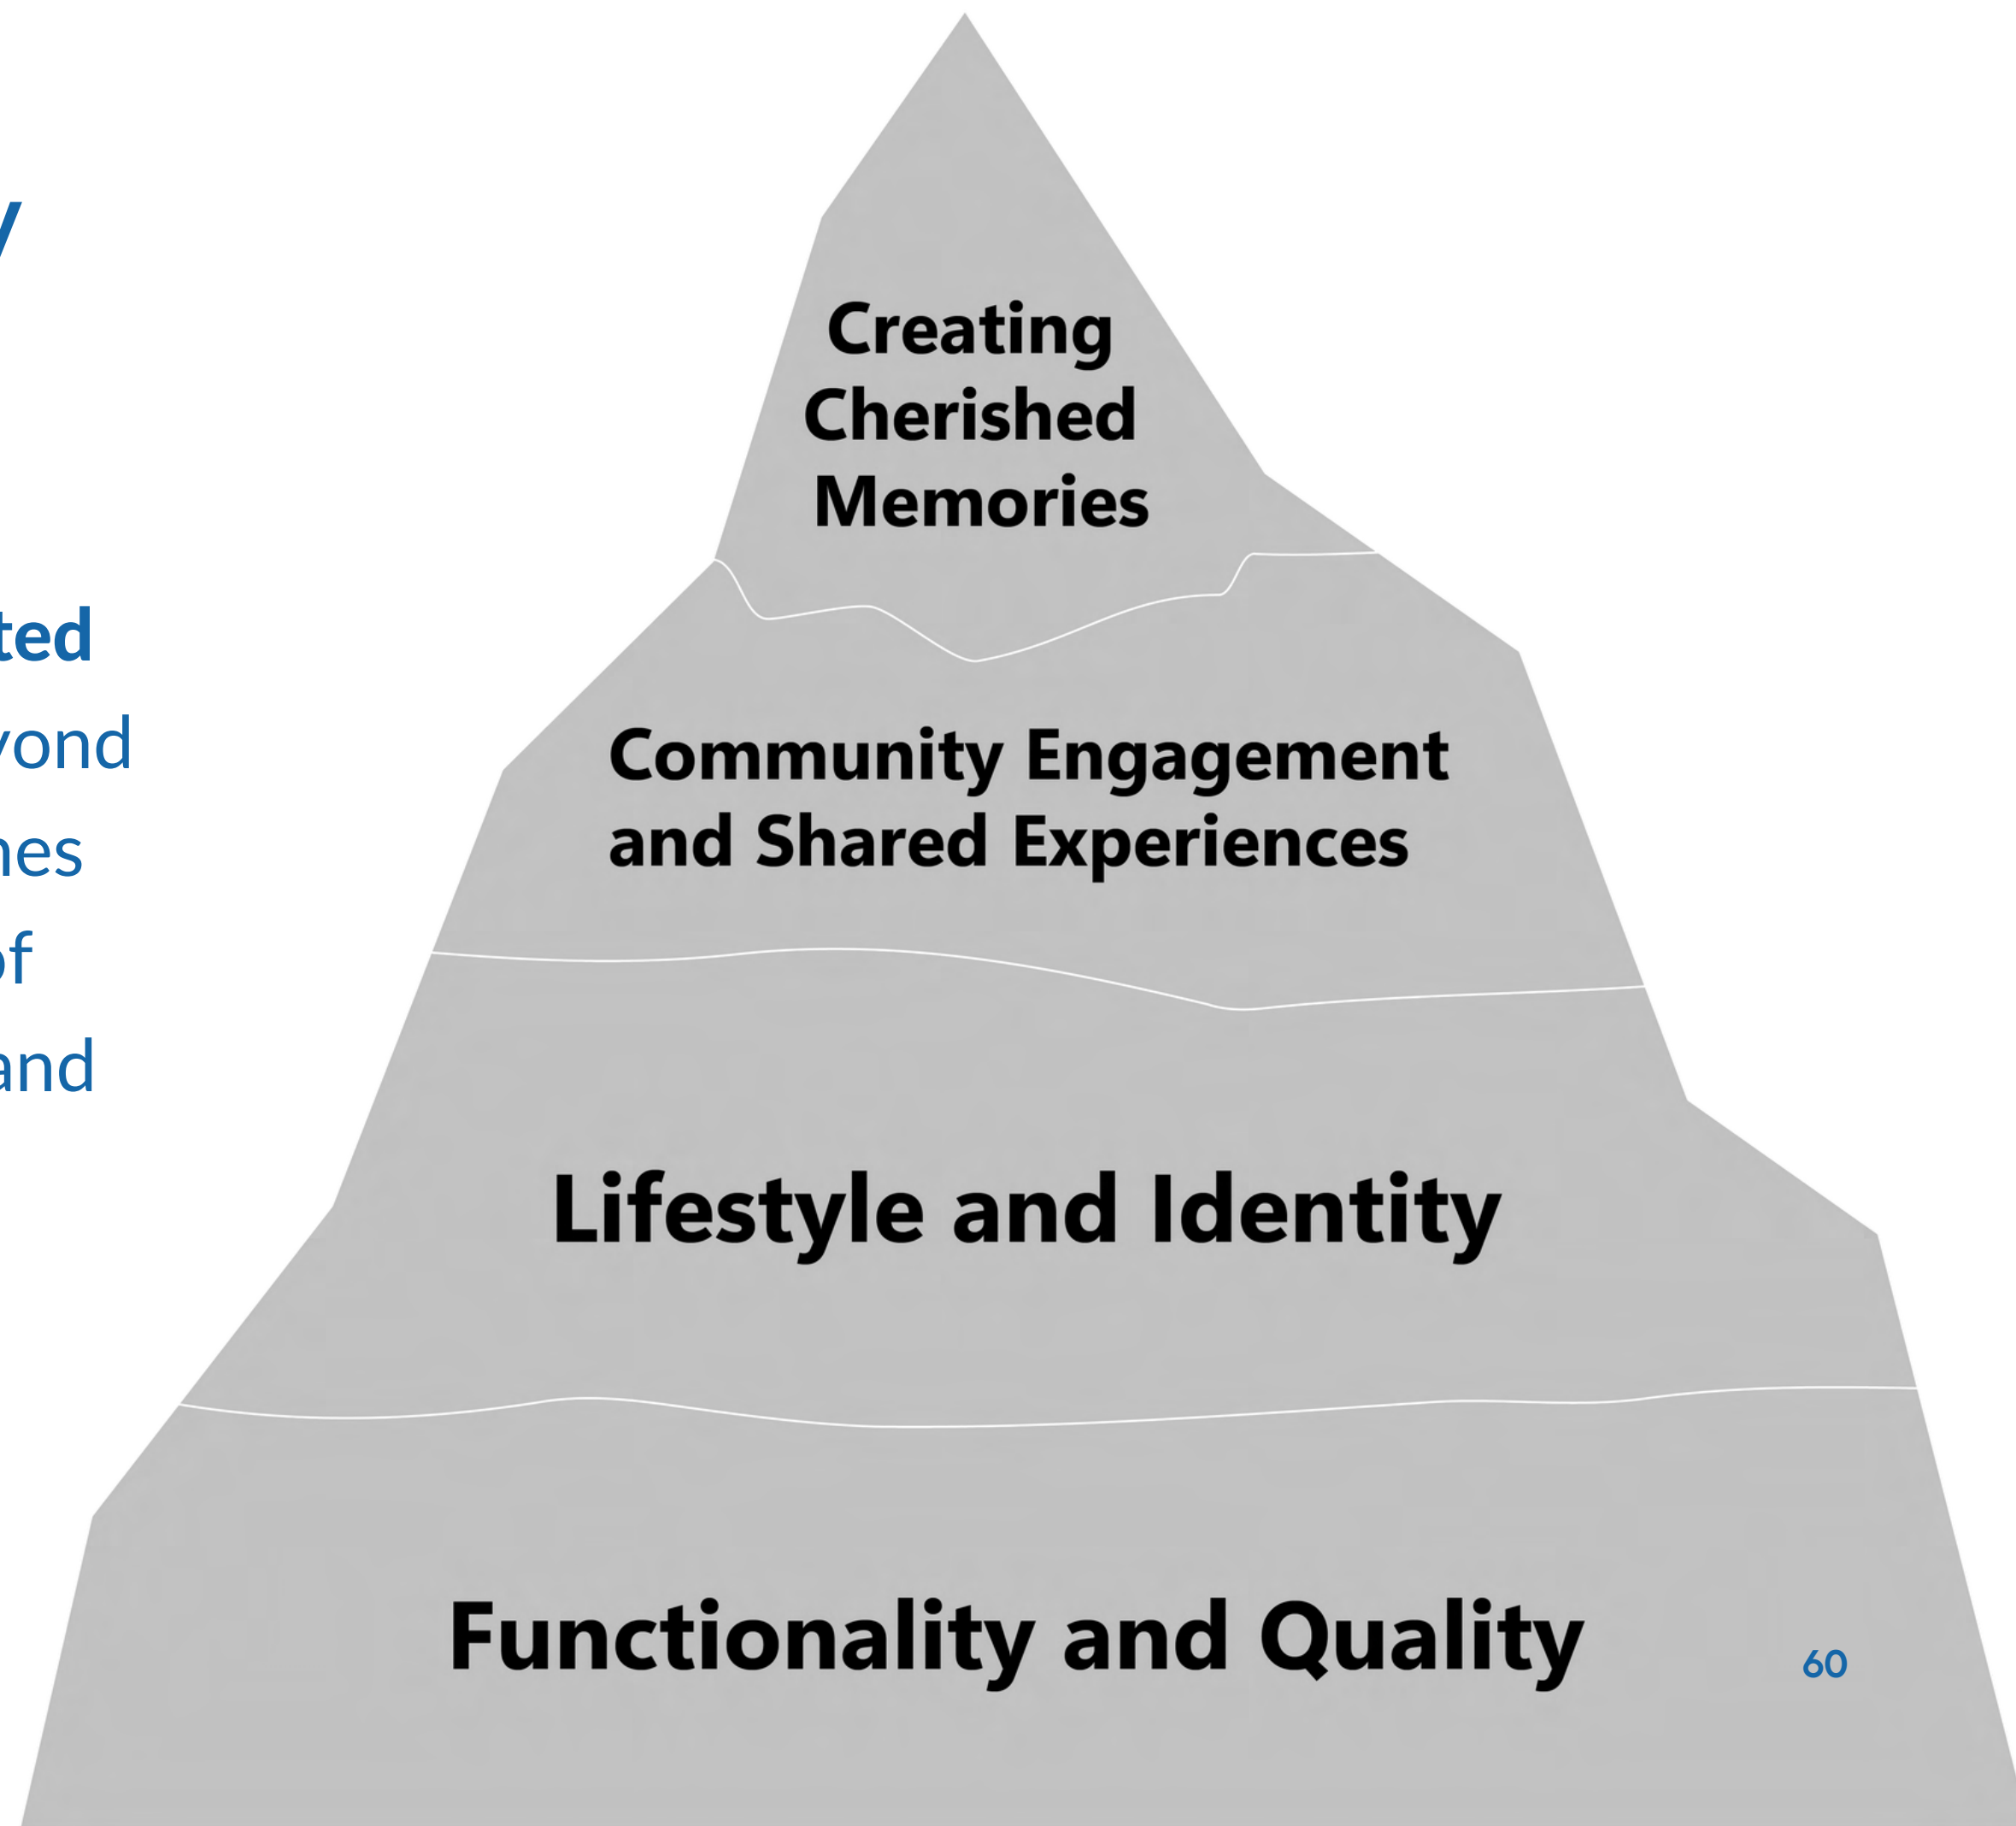 y
ted
yond
nes
of
and
Creating
Cherished
Memories
Community Engagement
and Shared Experiences
Lifestyle and Identity
Functionality and Quality
60